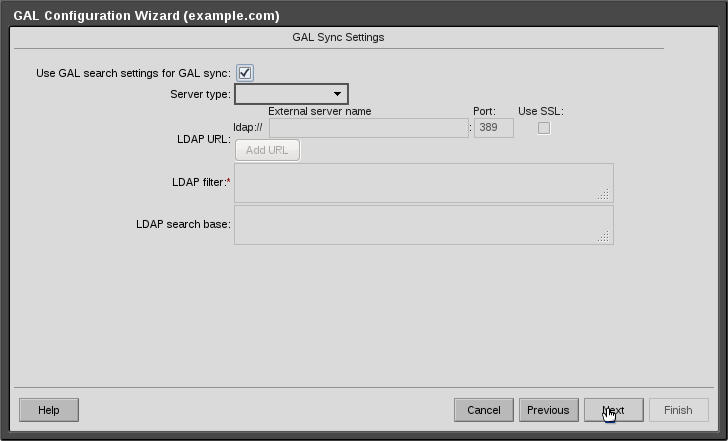 GAL Configuration Wizard (example.com)
GAL Sync Settings
Use GAL search settings for GAL sync:
Server type:
External server name Port: Use SSL:
LDAP URL: ldap:// : 389
Add URL
LDAP filter:*
LDAP search base:
Help Cancel Previous Next Finish